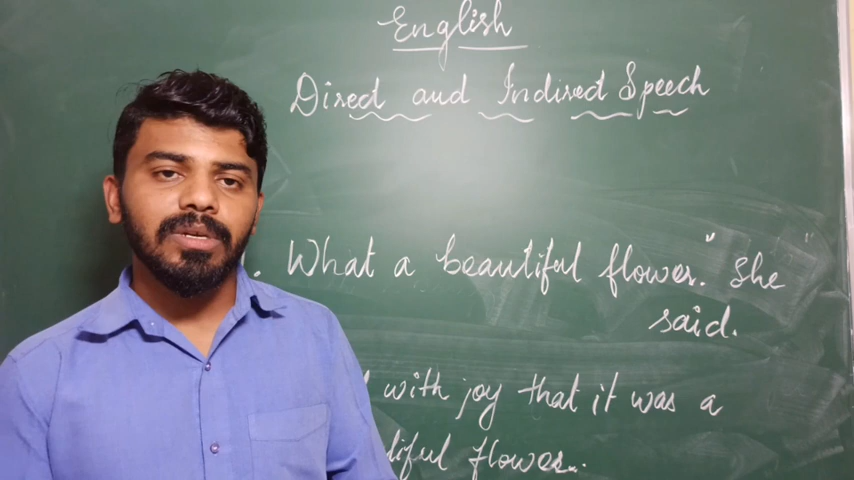 English
Direct and Indirect Speech
. What a beautiful flower." She
said.
with joy that it was a
flower..